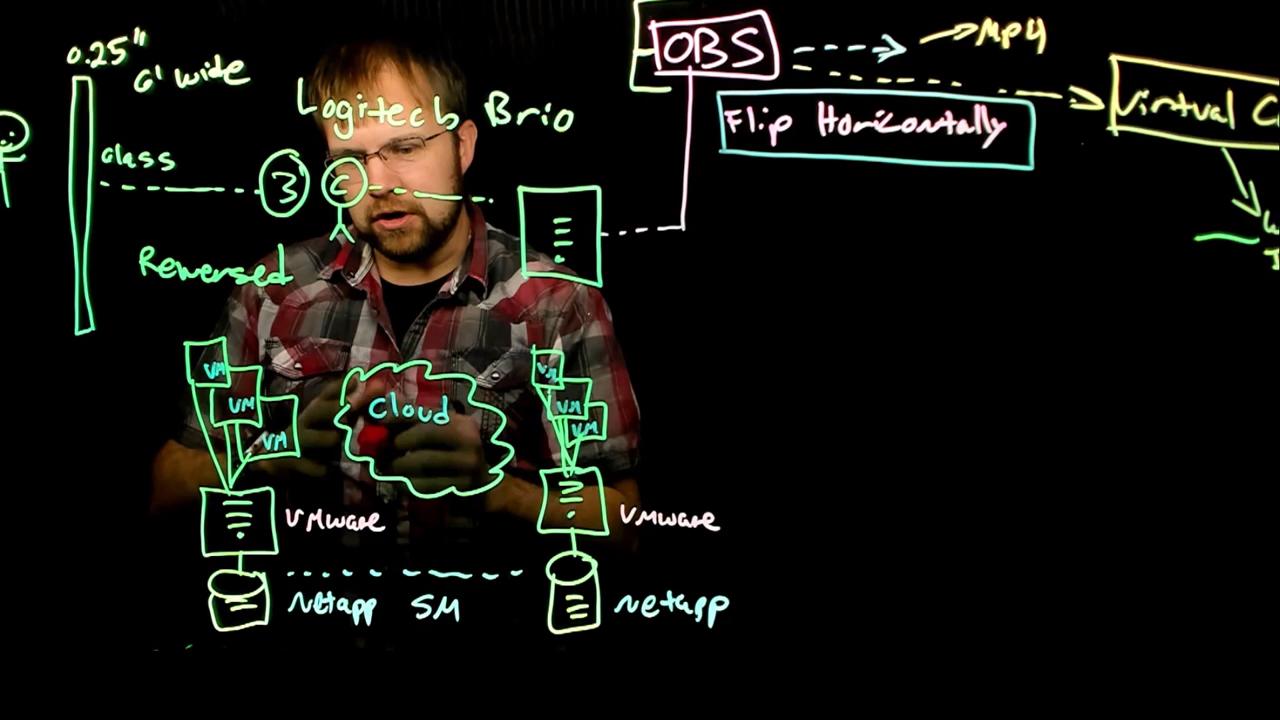 0.25"
6' wide
Logitech Brio
glass
3'
C
Rewersed
OBS
MP4
Flip Horizontally
Virtual C
VM
VM
VM
Cloud
VM
VM
VM
VMware
VMware
Netapp SM
Netapp